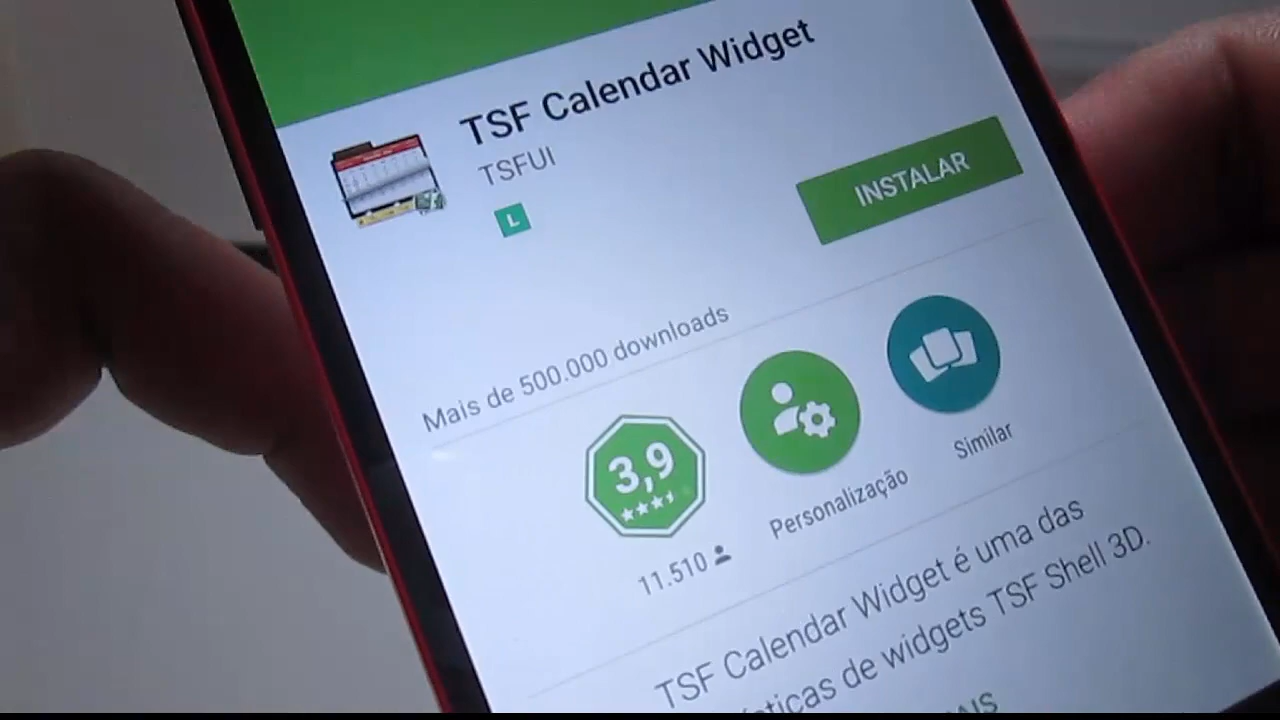 TSF Calendar Widget
TSFUI
L
INSTALAR
Mais de 500.000 downloads
3,9
11.510
Personalização
Similar
TSF Calendar Widget é uma das
de widgets TSF Shell 3D.